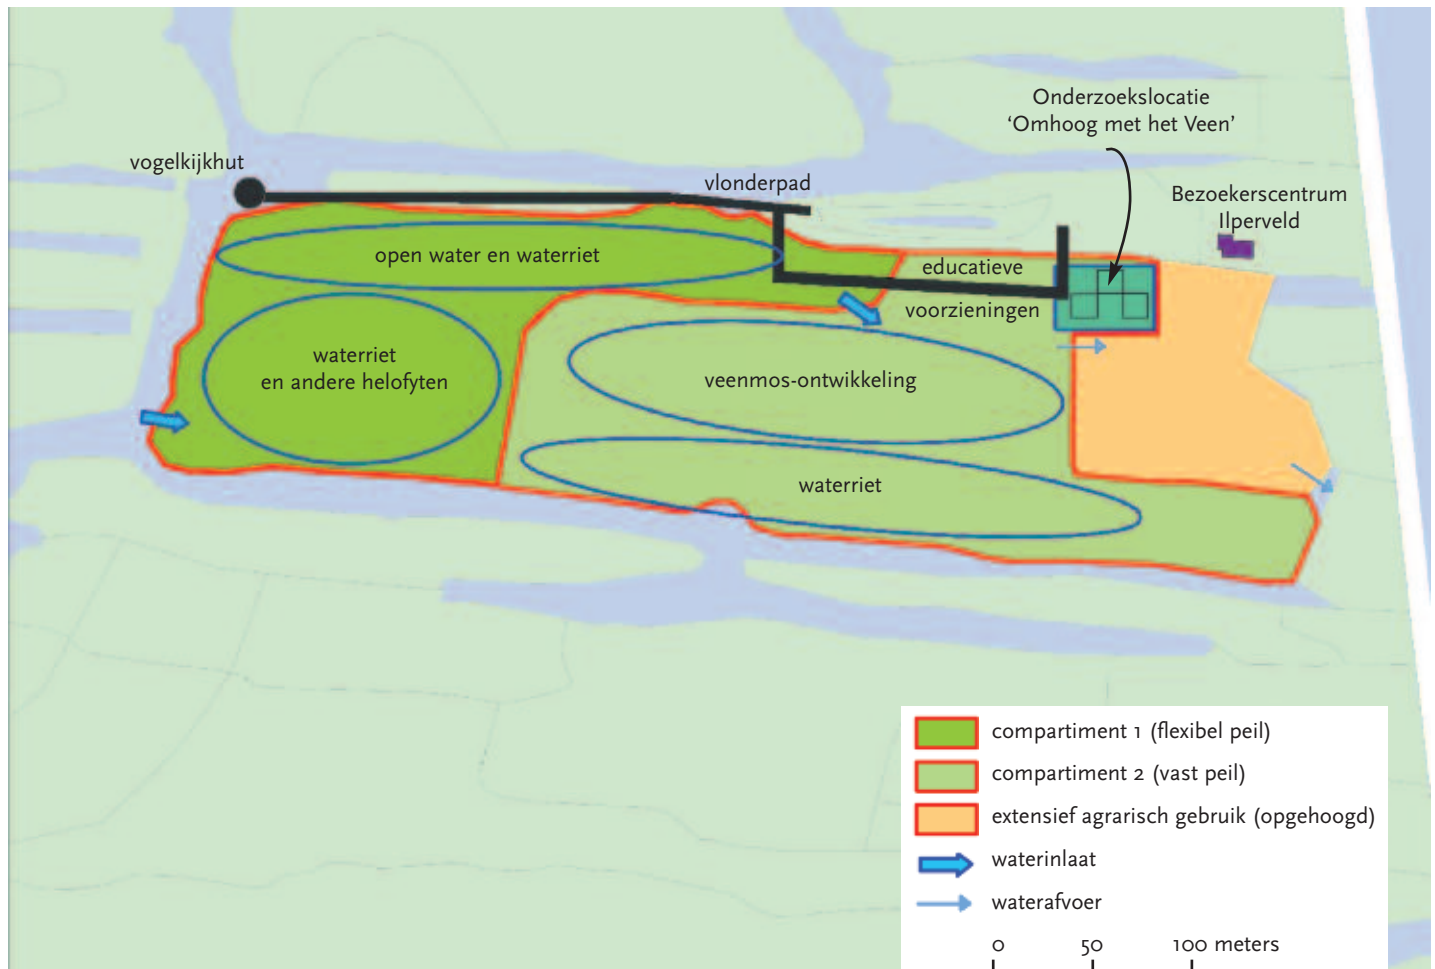 Onderzoekslocatie
‘Omhoog met het Veen’
vogelkijkhut
vlonderpad
Bezoekerscentrum
Ilperveld
open water en waterriet
educatieve
voorzieningen
waterriet
en andere helofyten
veenmos-ontwikkeling
waterriet
compartiment 1 (flexibel peil)
compartiment 2 (vast peil)
extensief agrarisch gebruik (opgehoogd)
waterinlaat
waterafvoer
0 50 100 meters